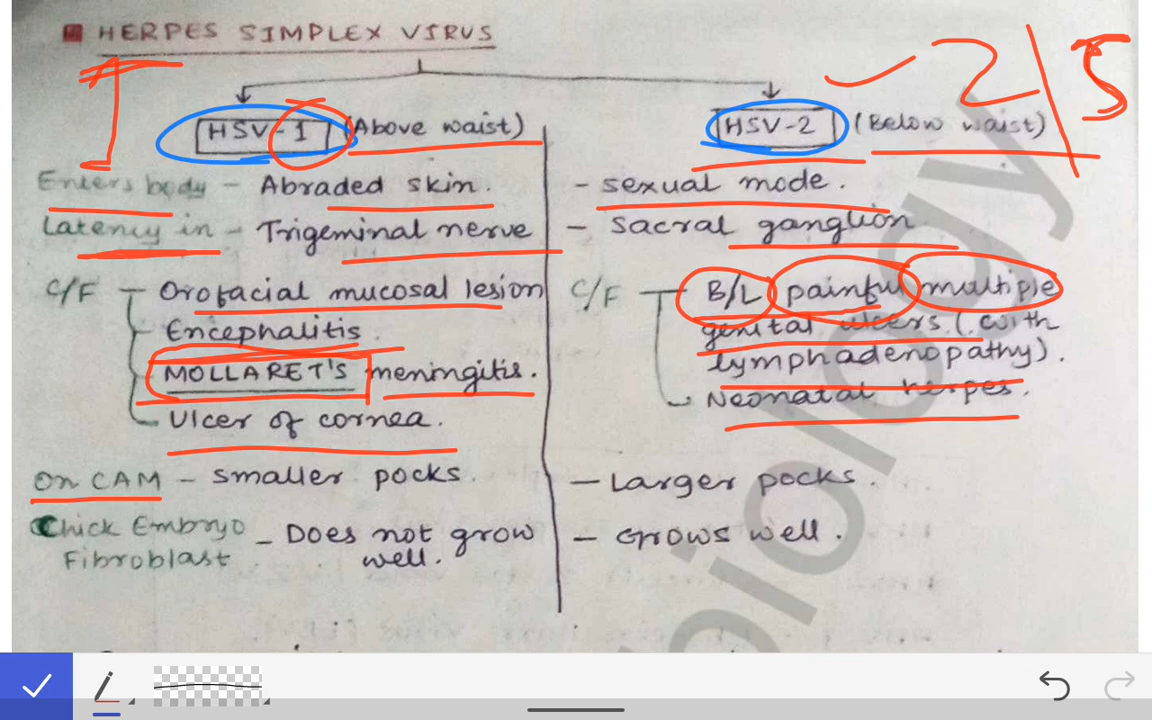 HERPES SIMPLEX VIRUS
I
2 | S
HSV-1 (Above waist)
HSV-2 (Below waist)
Enters body - Abraded skin.
- sexual mode.
Latency in - Trigeminal nerve
- Sacral ganglion
C/F - Orofacial mucosal lesion
Encephalitis.
MOLLARET'S meningitis.
Ulcer of cornea.
C/F - B/L painful multiple
genital ulcers (with
lymphadenopathy).
Neonatal herpes.
On CAM - smaller pocks.
- Larger pocks.
Chick Embryo Fibroblast - Does not grow
well.
- Grows well.